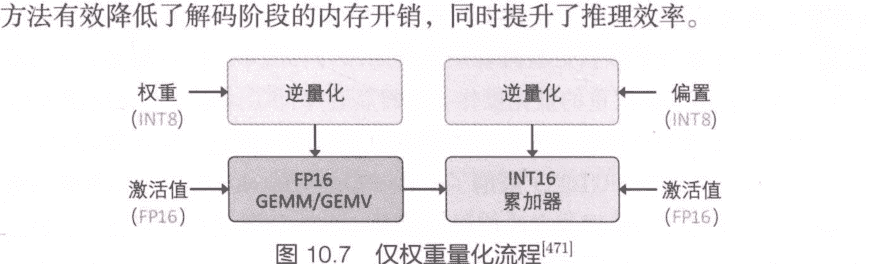 方法有效降低了解码阶段的内存开销，同时提升了推理效率。
权重
(INT8)
逆量化
逆量化
偏置
(INT8)
激活值
(FP16)
FP16
GEMM/GEMV
INT16
累加器
激活值
(FP16)
图 10.7 仅权重量化流程[471]